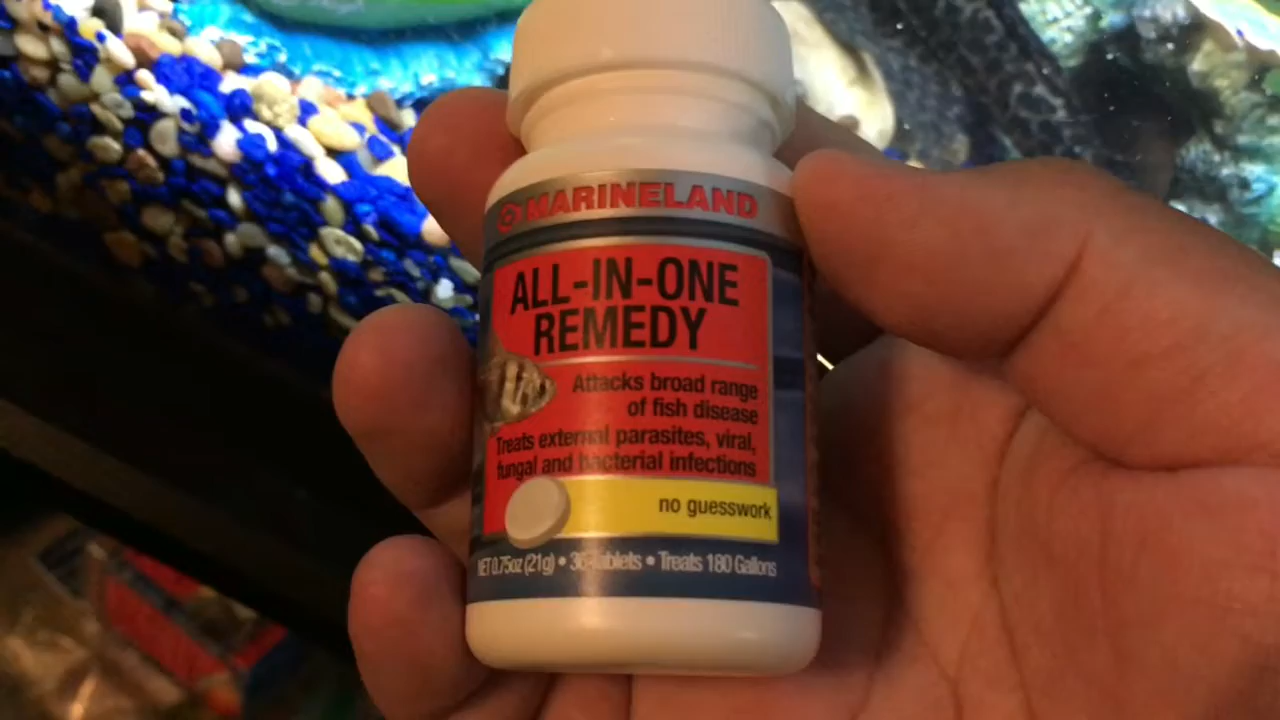 MARINELAND
ALL-IN-ONE
REMEDY
Attacks broad range
of fish disease
Treats external parasites, viral,
fungal and bacterial infections
no guesswork
NET 0.75oz (21g) • 36 Tablets • Treats 180 Gallons